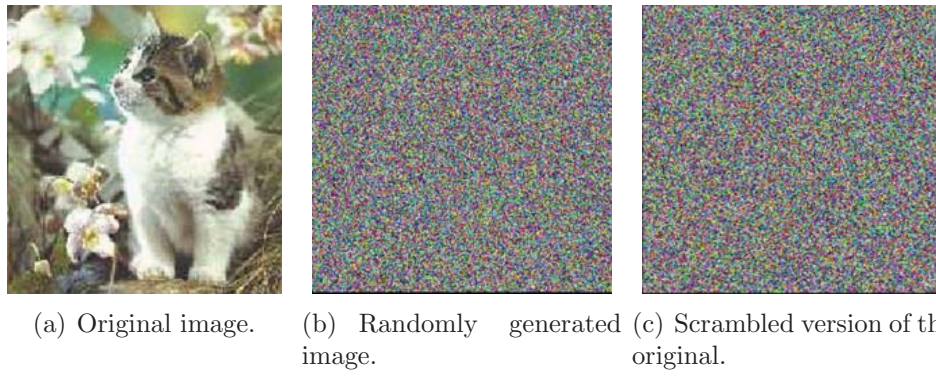 (a) Original image.
(b) Randomly generated
image.
(c) Scrambled version of th
original.